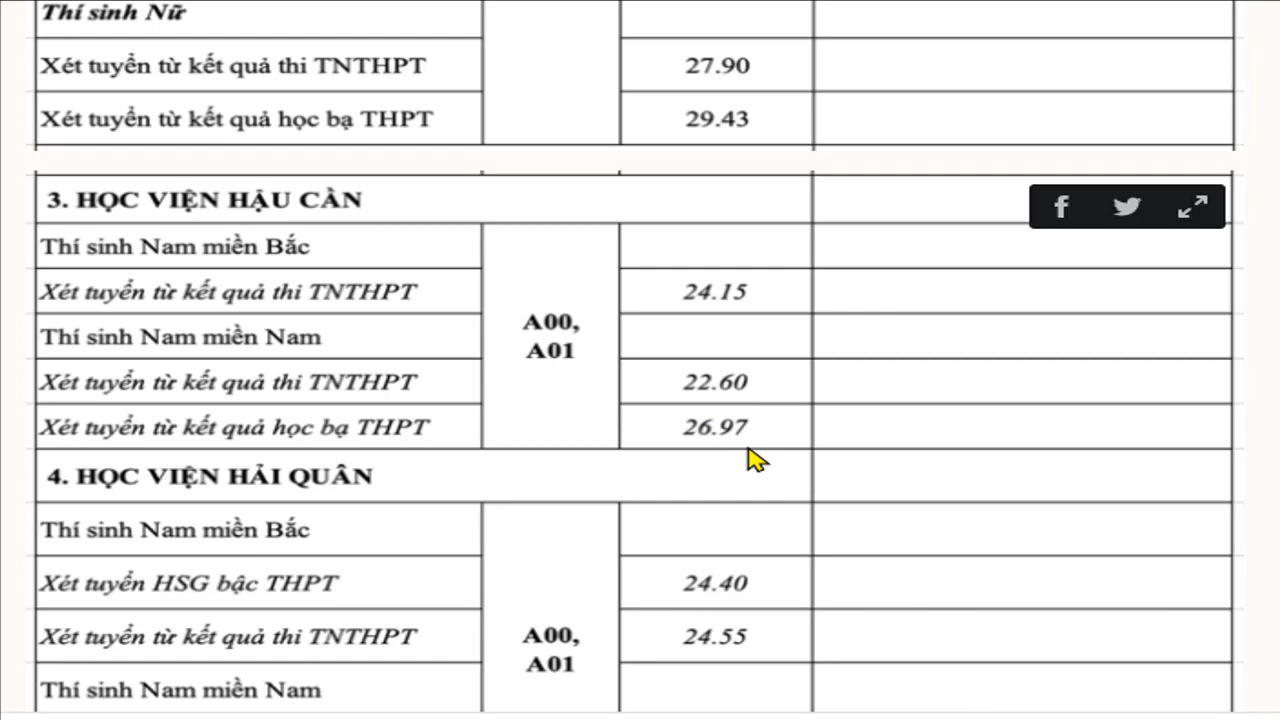 Thí sinh Nữ
Xét tuyển từ kết quả thi TNTHPT 27.90
Xét tuyển từ kết quả học bạ THPT 29.43
3. HỌC VIỆN HẬU CẦN
Thí sinh Nam miền Bắc
Xét tuyển từ kết quả thi TNTHPT 24.15
A00,
Thí sinh Nam miền Nam
A01
Xét tuyển từ kết quả thi TNTHPT 22.60
Xét tuyển từ kết quả học bạ THPT 26.97
4. HỌC VIỆN HẢI QUÂN
Thí sinh Nam miền Bắc
Xét tuyển HSG bậc THPT 24.40
Xét tuyển từ kết quả thi TNTHPT A00, 24.55
A01
Thí sinh Nam miền Nam